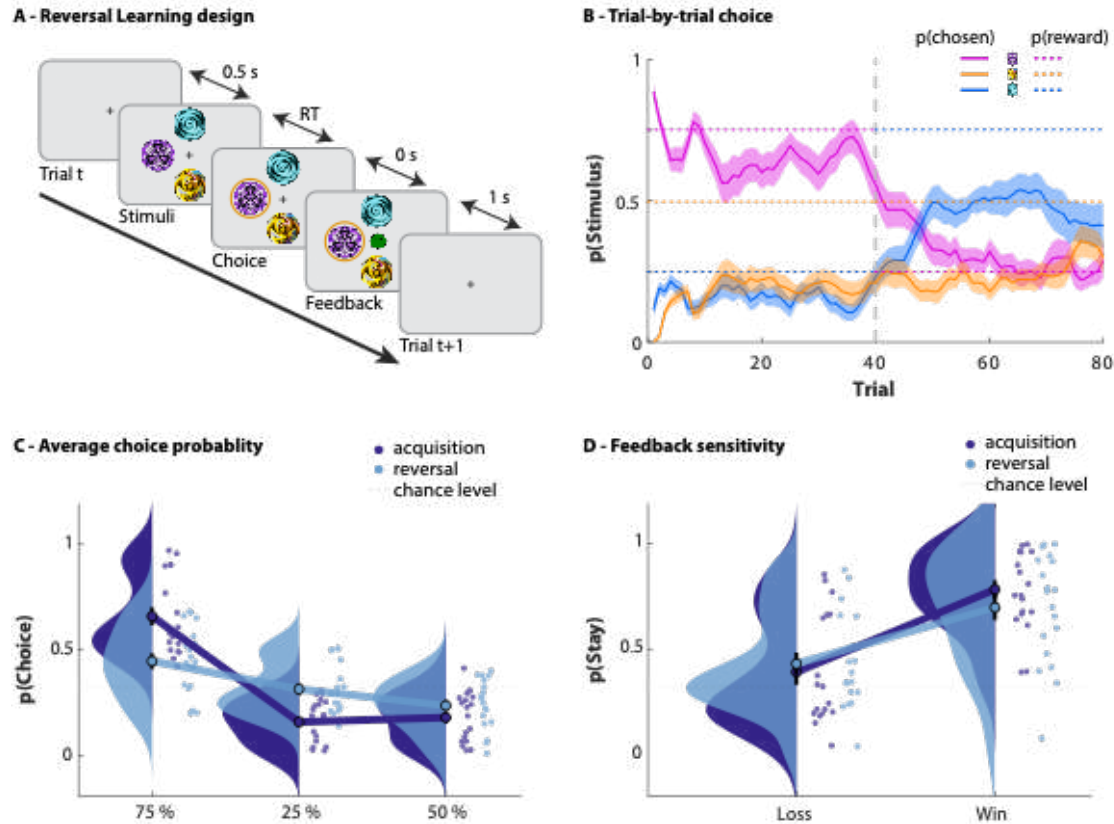 A - Reversal Learning design
0.5 s
RT
0 s
1 s
Trial t
Stimuli
Choice
Feedback
Trial t+1
B - Trial-by-trial choice
p(chosen) p(reward)
p(Stimulus)
1
0.5
0
0 20 40 60 80
Trial
C - Average choice probablity
acquisition
reversal
chance level
p(Choice)
1
0.5
0
75 % 25 % 50 %
D - Feedback sensitivity
acquisition
reversal
chance level
p(Stay)
1
0.5
0
Loss Win